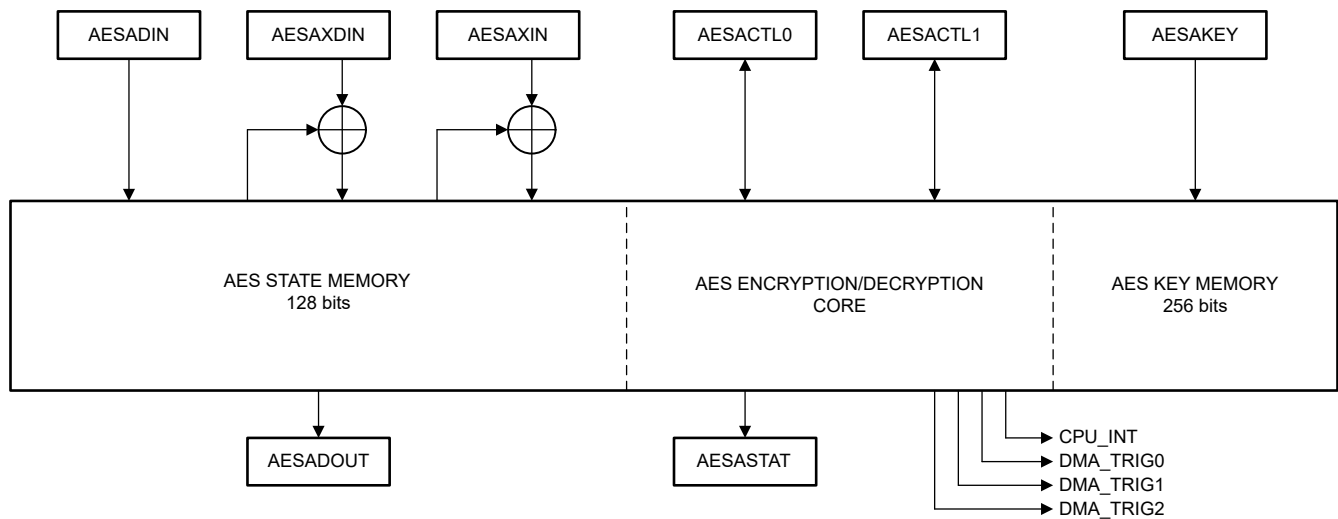 AESADIN
AESAXDIN
AESAXIN
AESACTL0
AESACTL1
AESAKEY
AES STATE MEMORY
128 bits
AES ENCRYPTION/DECRYPTION
CORE
AES KEY MEMORY
256 bits
AESADOUT
AESASTAT
CPU_INT
DMA_TRIG0
DMA_TRIG1
DMA_TRIG2